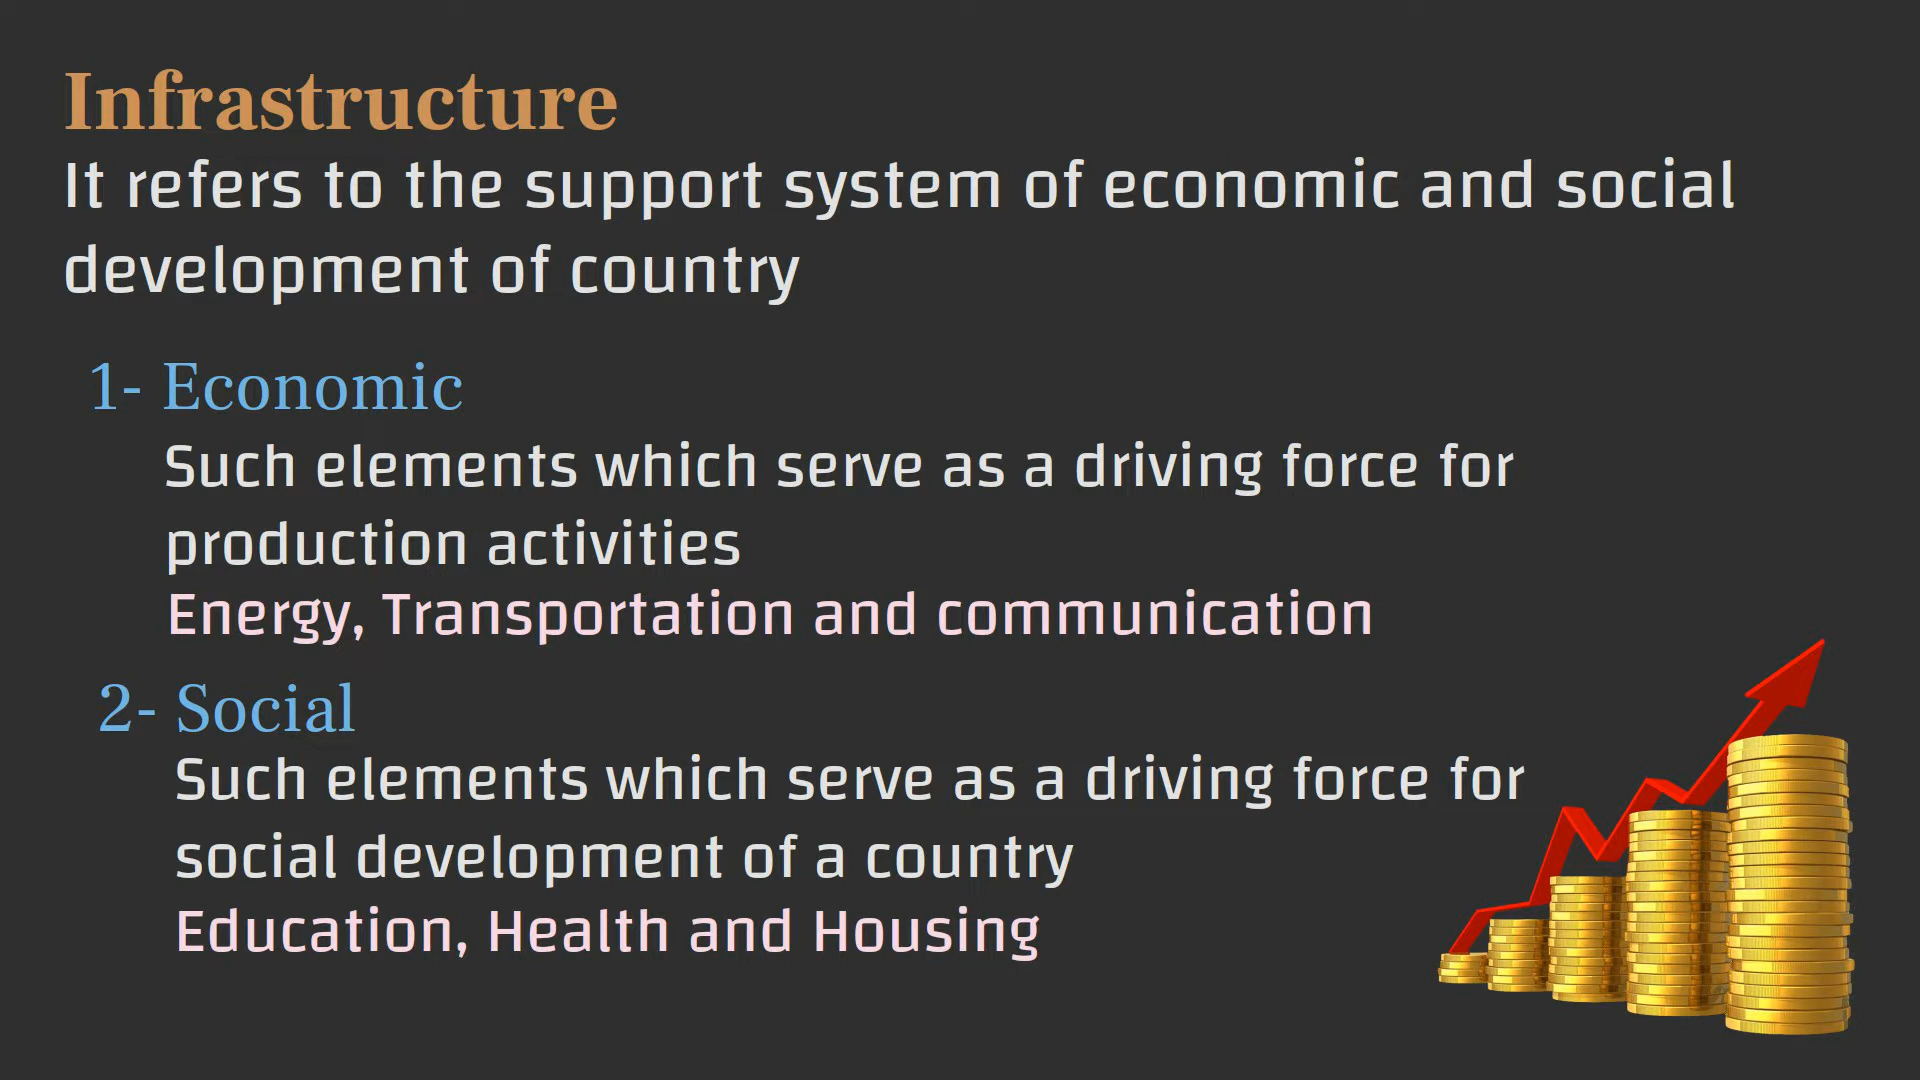 Infrastructure
It refers to the support system of economic and social
development of country
1- Economic
Such elements which serve as a driving force for
production activities
Energy, Transportation and communication
2- Social
Such elements which serve as a driving force for
social development of a country
Education, Health and Housing